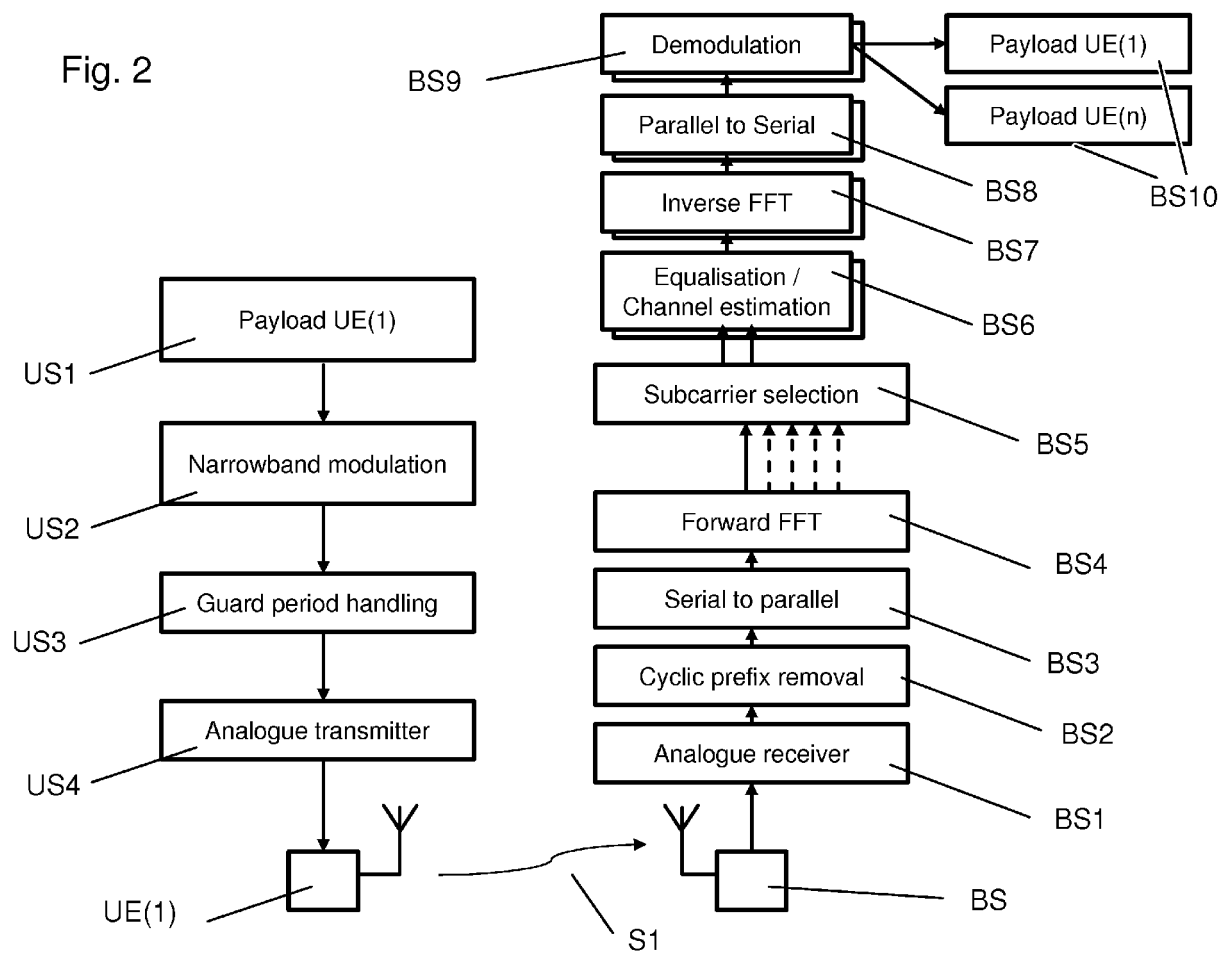 Fig. 2
Demodulation
BS9
Payload UE(1)
Payload UE(n)
BS10
Parallel to Serial
BS8
Inverse FFT
BS7
Equalisation /
Channel estimation
BS6
Subcarrier selection
BS5
Forward FFT
BS4
Serial to parallel
BS3
Cyclic prefix removal
BS2
Analogue receiver
BS1
BS
Payload UE(1)
US1
Narrowband modulation
US2
Guard period handling
US3
Analogue transmitter
US4
UE(1)
S1